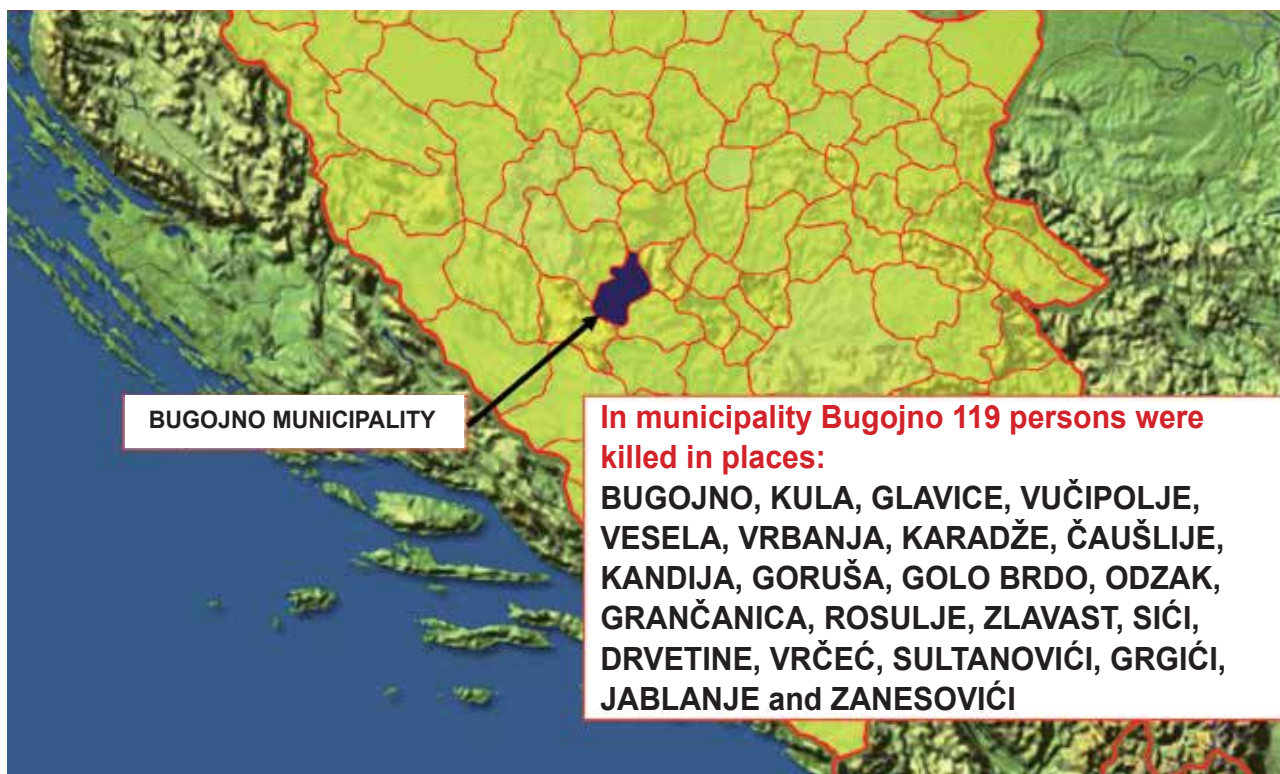 BUGOJNO MUNICIPALITY
In municipality Bugojno 119 persons were
killed in places:
BUGOJNO, KULA, GLAVICE, VUČIPOLJE,
VESELA, VRBANJA, KARADŽE, ČAUŠLIJE,
KANDIJA, GORUŠA, GOLO BRDO, ODZAK,
GRANČANICA, ROSULJE, ZLAVAST, SIĆI,
DRVETINE, VRČEĆ, SULTANOVIĆI, GRGIĆI,
JABLANJE and ZANESOVIĆI